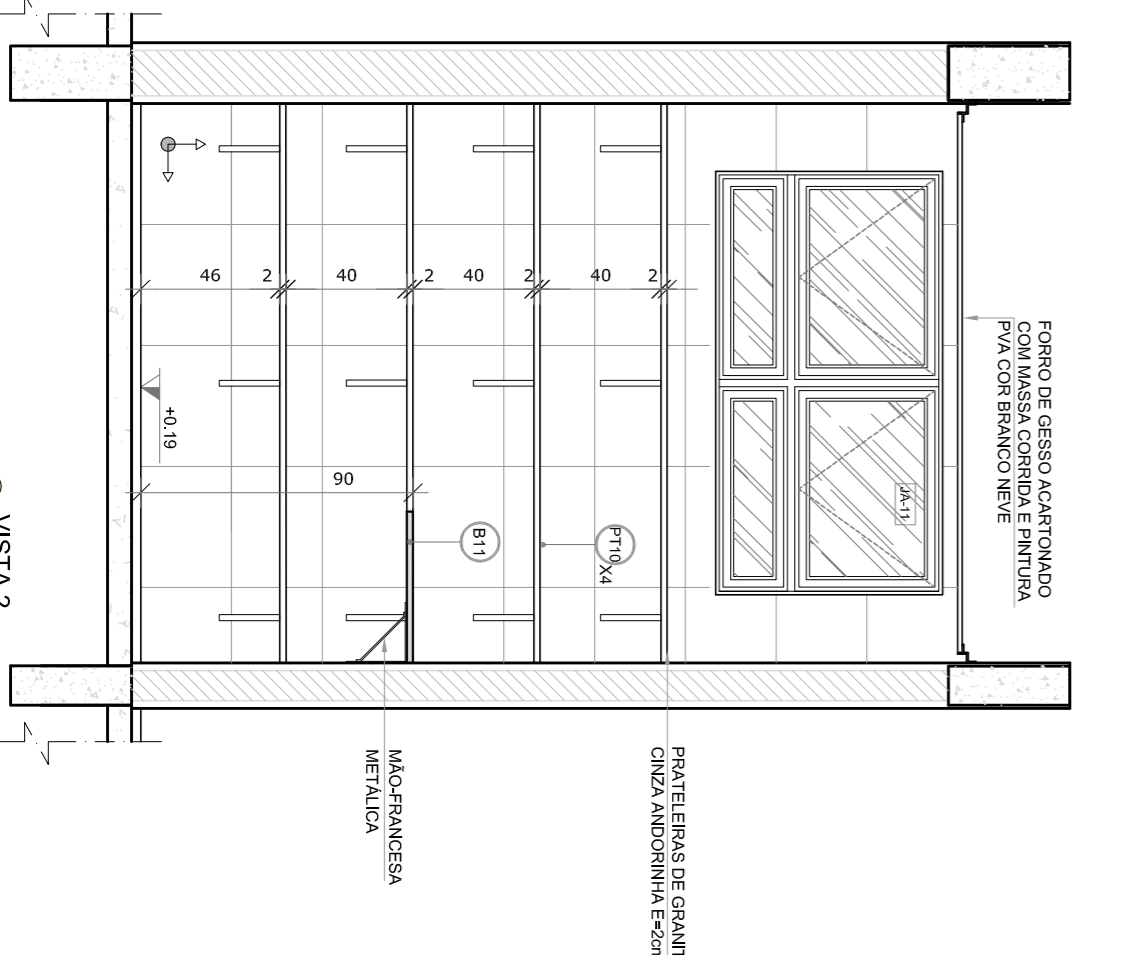 FORRO DE GESSO ACARTONADO
COM MASSA CORRIDA E PINTURA
PVA COR BRANCO NEVE
JA-11
PT10
X4
B11
46
2
40
2
40
2
40
2
90
+0.19
PRATELEIRAS DE GRANIT
CINZA ANDORINHA E=2cm
MÃO-FRANCESA
METÁLICA
VISTA 2